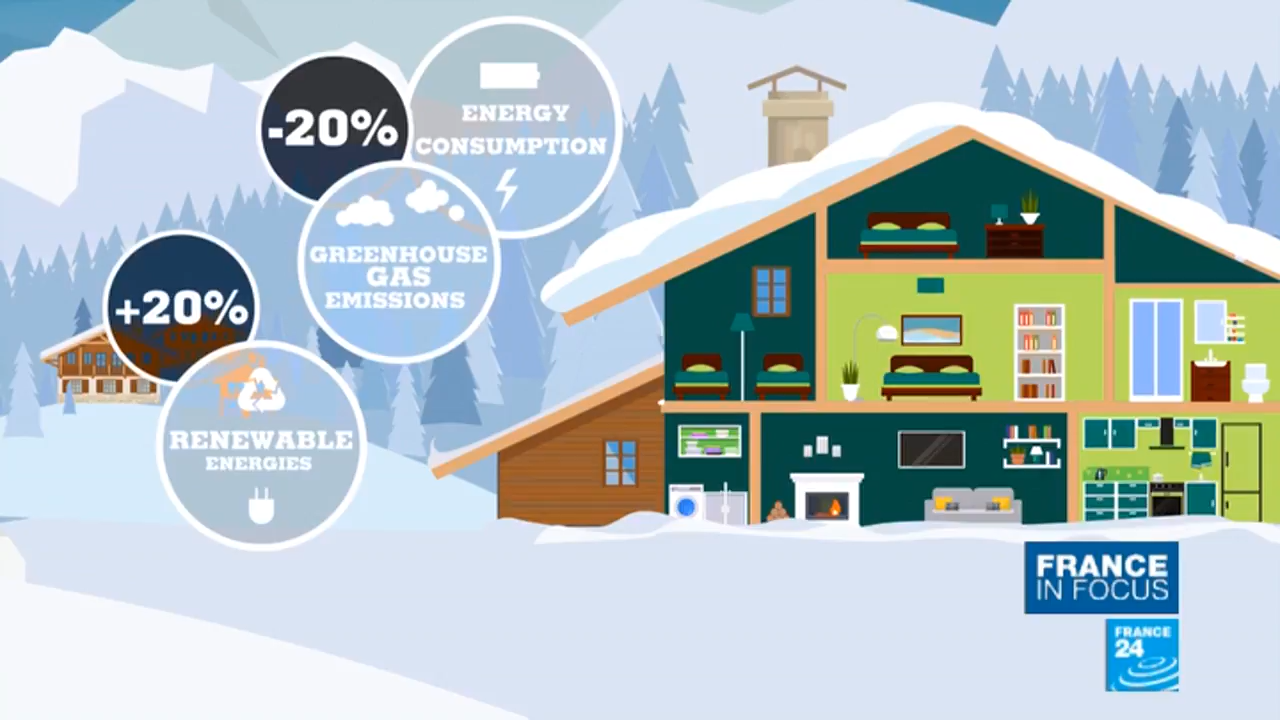 -20%
ENERGY
CONSUMPTION
GREENHOUSE
GAS
EMISSIONS
+20%
RENEWABLE
ENERGIES
FRANCE
IN FOCUS
FRANCE
24